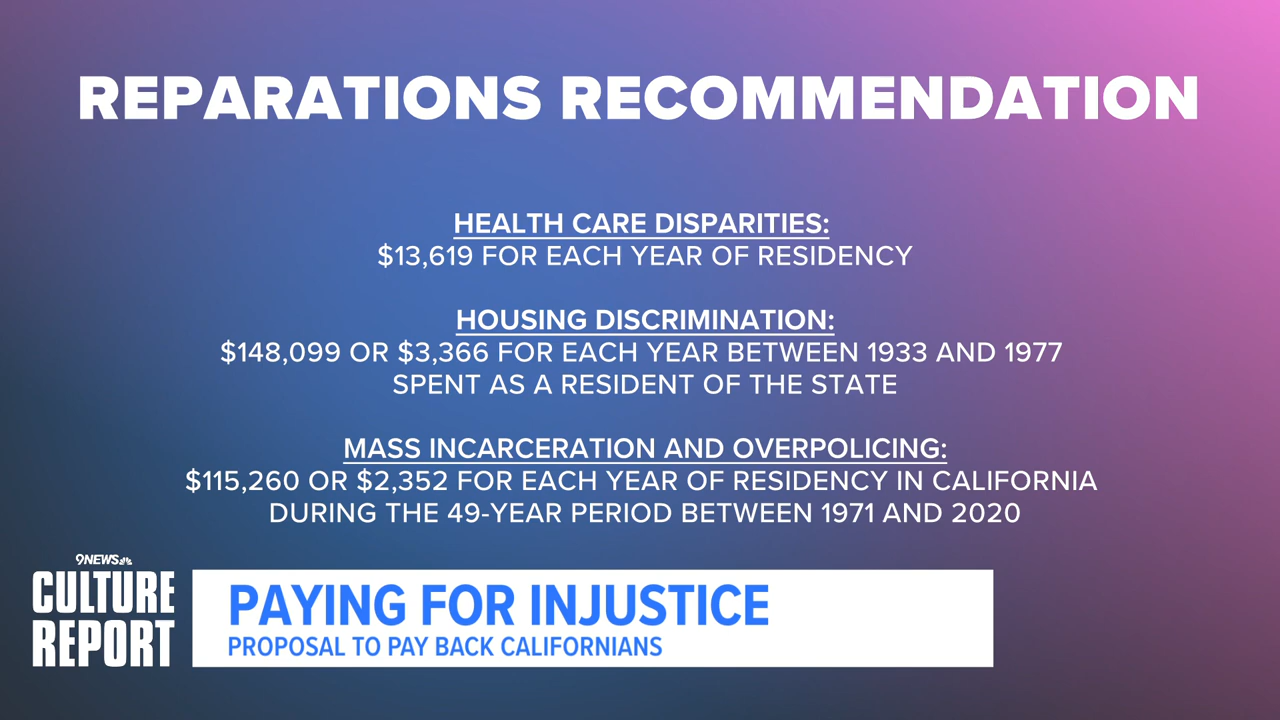 REPARATIONS RECOMMENDATION
HEALTH CARE DISPARITIES:
$13,619 FOR EACH YEAR OF RESIDENCY
HOUSING DISCRIMINATION:
$148,099 OR $3,366 FOR EACH YEAR BETWEEN 1933 AND 1977
SPENT AS A RESIDENT OF THE STATE
MASS INCARCERATION AND OVERPOLICING:
$115,260 OR $2,352 FOR EACH YEAR OF RESIDENCY IN CALIFORNIA
DURING THE 49-YEAR PERIOD BETWEEN 1971 AND 2020
9NEWS
CULTURE
REPORT
PAYING FOR INJUSTICE
PROPOSAL TO PAY BACK CALIFORNIANS